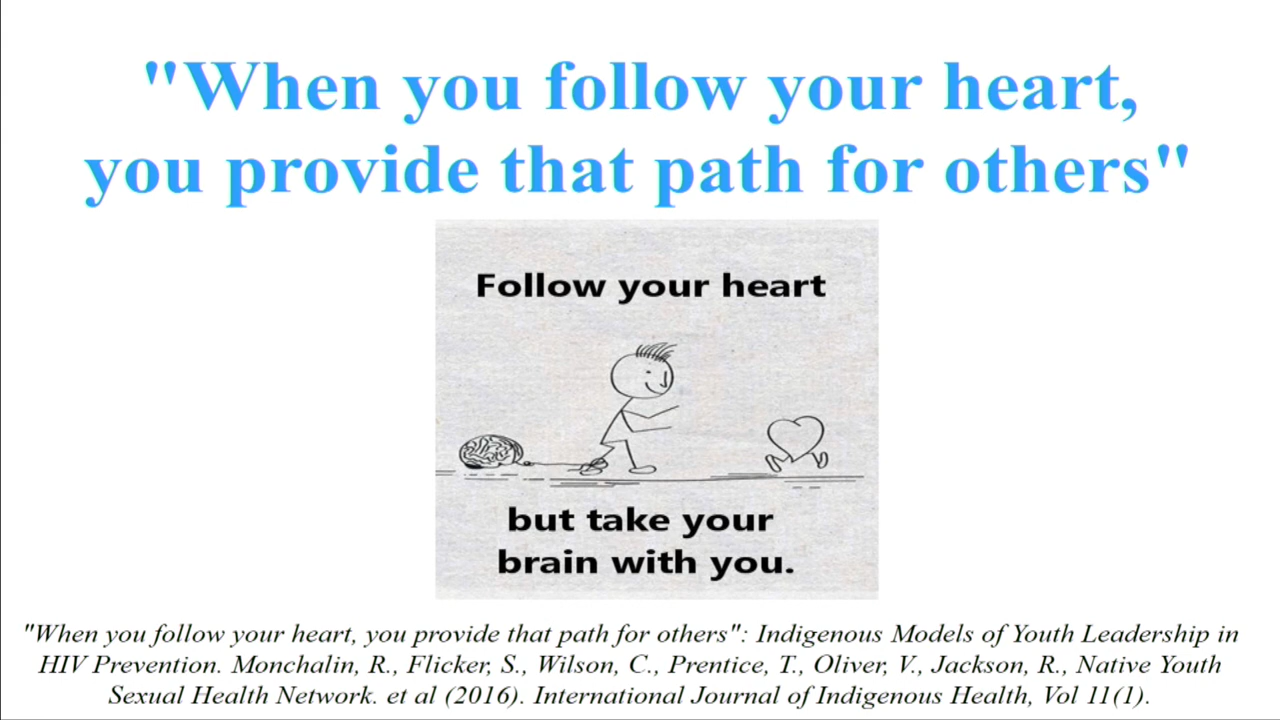 "When you follow your heart,
you provide that path for others"
Follow your heart
but take your
brain with you.
"When you follow your heart, you provide that path for others": Indigenous Models of Youth Leadership in
HIV Prevention. Monchalin, R., Flicker, S., Wilson, C., Prentice, T., Oliver, V., Jackson, R., Native Youth
Sexual Health Network. et al (2016). International Journal of Indigenous Health, Vol 11(1).